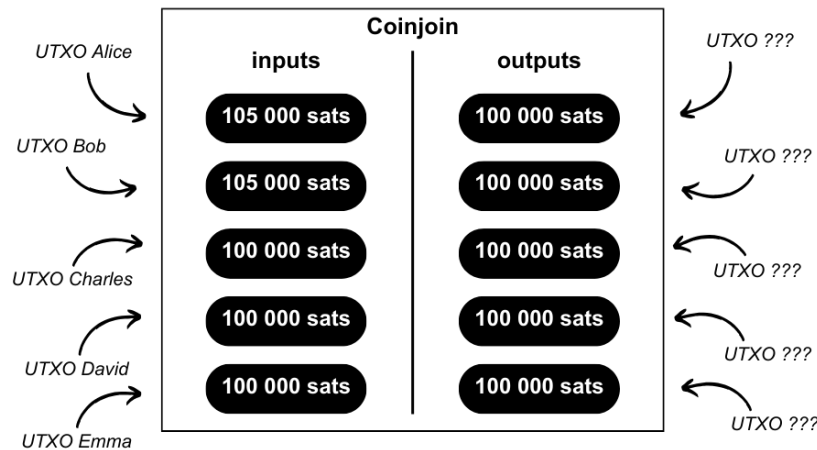 Coinjoin
inputs
outputs
UTXO Alice
105 000 sats
100 000 sats
UTXO ???
UTXO Bob
105 000 sats
100 000 sats
UTXO ???
UTXO Charles
100 000 sats
100 000 sats
UTXO ???
UTXO David
100 000 sats
100 000 sats
UTXO ???
UTXO Emma
100 000 sats
100 000 sats
UTXO ???